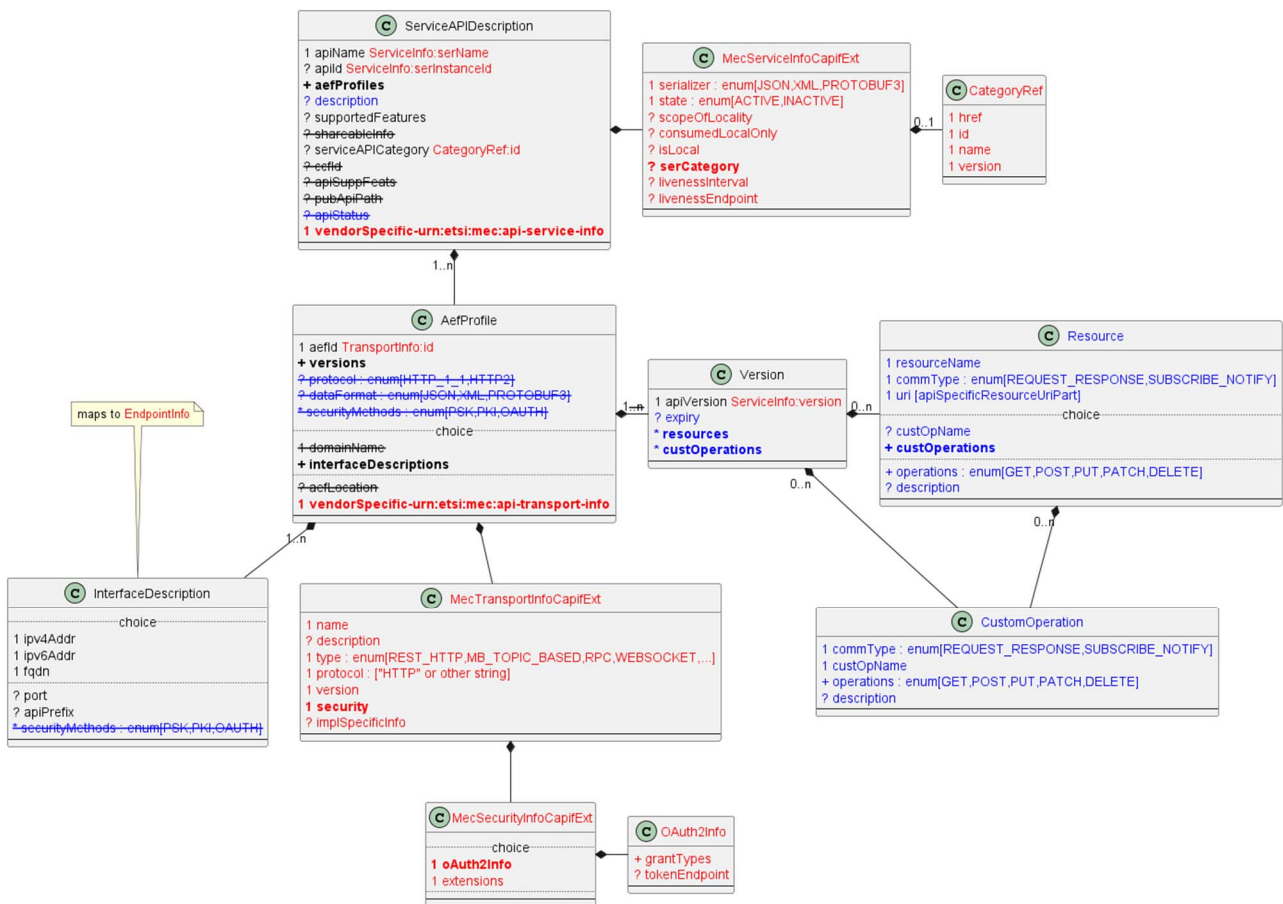 C ServiceAPIDescription
1 apiName ServiceInfo:serName
? apiId ServiceInfo:serInstanceId
+ aefProfiles
? description
? supportedFeatures
? shareableInfo
? serviceAPICategory CategoryRef:id
? ccfId
? apiSuppFeats
? pubApiPath
? apiStatus
1 vendorSpecific-urn:etsi:mec:api-service-info
C MecServiceInfoCapifExt
1 serializer : enum[JSON,XML,PROTOBUF3]
1 state : enum[ACTIVE,INACTIVE]
? scopeOfLocality
? consumedLocalOnly
? isLocal
? serCategory
? livenessInterval
? livenessEndpoint
0..1
C CategoryRef
1 href
1 id
1 name
1 version
1..n
C AefProfile
1 aefId TransportInfo:id
+ versions
? protocol : enum[HTTP_1_1,HTTP2]
? dataFormat : enum[JSON,XML,PROTOBUF3]
* securityMethods : enum[PSK,PKI,OAUTH]
choice
1 domainName
+ interfaceDescriptions
? aefLocation
1 vendorSpecific-urn:etsi:mec:api-transport-info
1..n
C Version
1 apiVersion ServiceInfo:version
? expiry
* resources
* custOperations
0..n
0..n
C Resource
1 resourceName
1 commType : enum[REQUEST_RESPONSE,SUBSCRIBE_NOTIFY]
1 uri [apiSpecificResourceUriPart]
choice
? custOpName
+ custOperations
+ operations : enum[GET,POST,PUT,PATCH,DELETE]
? description
0..n
maps to EndpointInfo
1..n
C InterfaceDescription
choice
1 ipv4Addr
1 ipv6Addr
1 fqdn
? port
? apiPrefix
* securityMethods : enum[PSK,PKI,OAUTH]
C MecTransportInfoCapifExt
1 name
? description
1 type : enum[REST_HTTP,MB_TOPIC_BASED,RPC,WEBSOCKET,...]
1 protocol : ["HTTP" or other string]
1 version
1 security
? implSpecificInfo
C CustomOperation
1 commType : enum[REQUEST_RESPONSE,SUBSCRIBE_NOTIFY]
1 custOpName
+ operations : enum[GET,POST,PUT,PATCH,DELETE]
? description
C MecSecurityInfoCapifExt
choice
1 oAuth2Info
1 extensions
C OAuth2Info
+ grantTypes
? tokenEndpoint